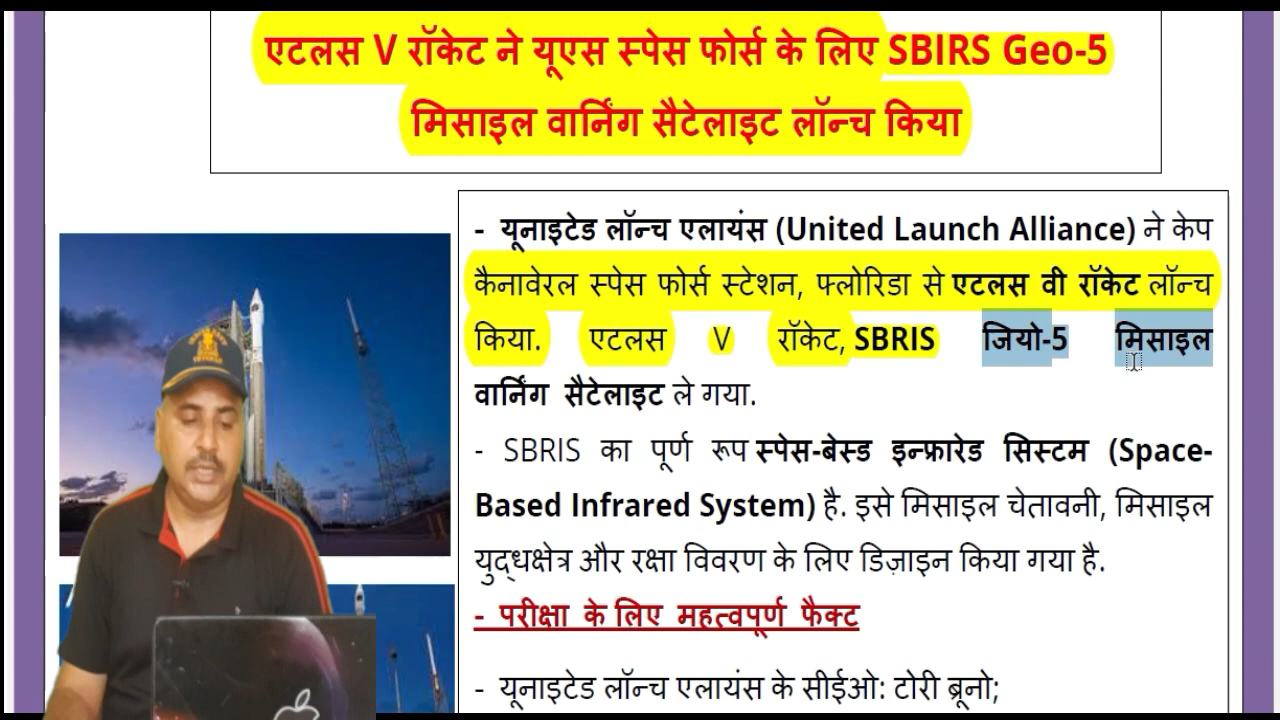 एटलस V रॉकेट ने यूएस स्पेस फोर्स के लिए SBIRS Geo-5
मिसाइल वार्निंग सैटेलाइट लॉन्च किया
- यूनाइटेड लॉन्च एलायंस (United Launch Alliance) ने केप
कैनावेरल स्पेस फोर्स स्टेशन, फ्लोरिडा से एटलस वी रॉकेट लॉन्च
किया. एटलस V रॉकेट, SBRIS जियो-5 मिसाइल
वार्निंग सैटेलाइट ले गया.
- SBRIS का पूर्ण रूप स्पेस-बेस्ड इन्फ्रारेड सिस्टम (Space-
Based Infrared System) है. इसे मिसाइल चेतावनी, मिसाइल
युद्धक्षेत्र और रक्षा विवरण के लिए डिज़ाइन किया गया है.
- परीक्षा के लिए महत्वपूर्ण फैक्ट
- यूनाइटेड लॉन्च एलायंस के सीईओ: टोरी ब्रूनो;